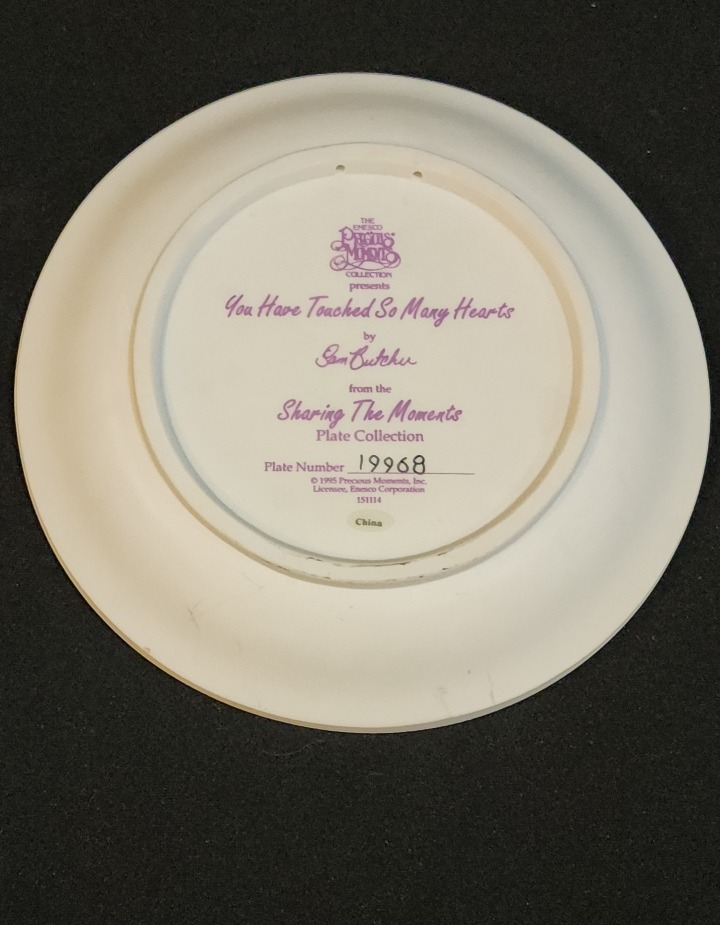 THE
ENESCO
PRECIOUS
MOMENTS
COLLECTION
presents
You Have Touched So Many Hearts
by
Sam Butcher
from the
Sharing The Moments
Plate Collection
Plate Number 19968
© 1995 Precious Moments, Inc.
Licensee, Enesco Corporation
151114
China